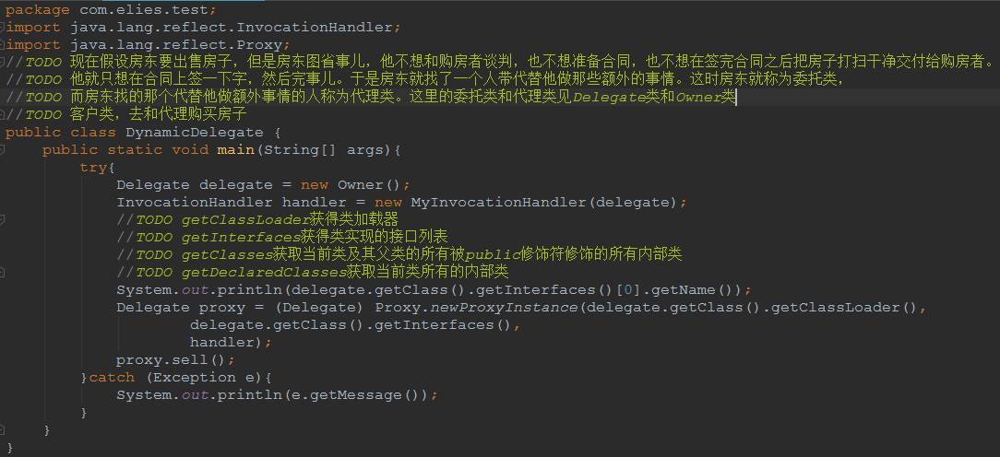 package com.elies.test;
import java.lang.reflect.InvocationHandler;
import java.lang.reflect.Proxy;
//TODO 现在假设房东要出售房子，但是房东图省事儿，他不想和购房者谈判，也不想准备合同，也不想在签完合同之后把房子打扫干净交付给购房者。
//TODO 他就只想在合同上签一下字，然后完事儿。于是房东就找了一个人带代替他做那些额外的事情。这时房东就称为委托类，
//TODO 而房东找的那个代替他做额外事情的人称为代理类。这里的委托类和代理类见Delegate类和Owner类
//TODO 客户类，去和代理购买房子
public class DynamicDelegate {
    public static void main(String[] args){
        try{
            Delegate delegate = new Owner();
            InvocationHandler handler = new MyInvocationHandler(delegate);
            //TODO getClassLoader获得类加载器
            //TODO getInterfaces获得类实现的接口列表
            //TODO getClasses获取当前类及其父类的所有被public修饰符修饰的所有内部类
            //TODO getDeclaredClasses获取当前类所有的内部类
            System.out.println(delegate.getClass().getInterfaces()[0].getName());
            Delegate proxy = (Delegate) Proxy.newProxyInstance(delegate.getClass().getClassLoader(),
                    delegate.getClass().getInterfaces(),
                    handler);
            proxy.sell();
        }catch (Exception e){
            System.out.println(e.getMessage());
        }
    }
}